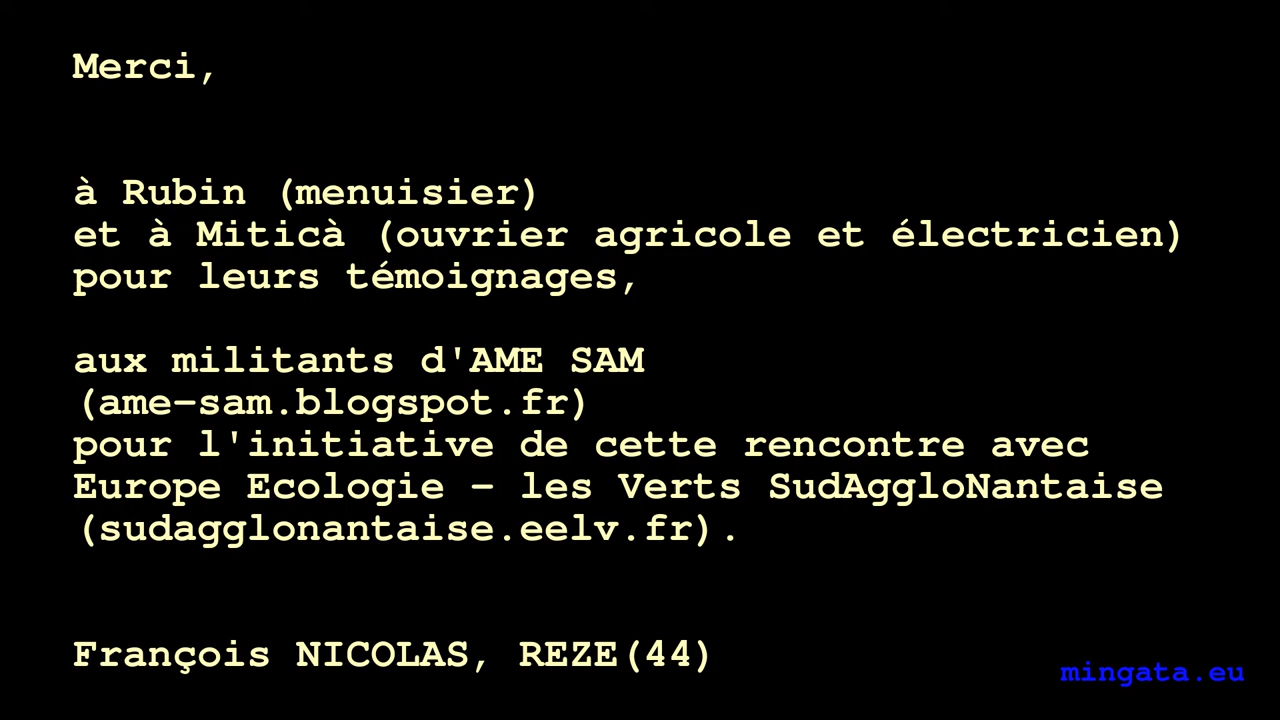 Merci,
à Rubin (menuisier)
et à Miticà (ouvrier agricole et électricien)
pour leurs témoignages,
aux militants d'AME SAM
(ame-sam.blogspot.fr)
pour l'initiative de cette rencontre avec
Europe Ecologie - les Verts SudAggloNantaise
(sudagglonantaise.eelv.fr).
François NICOLAS, REZE(44)
mingata.eu